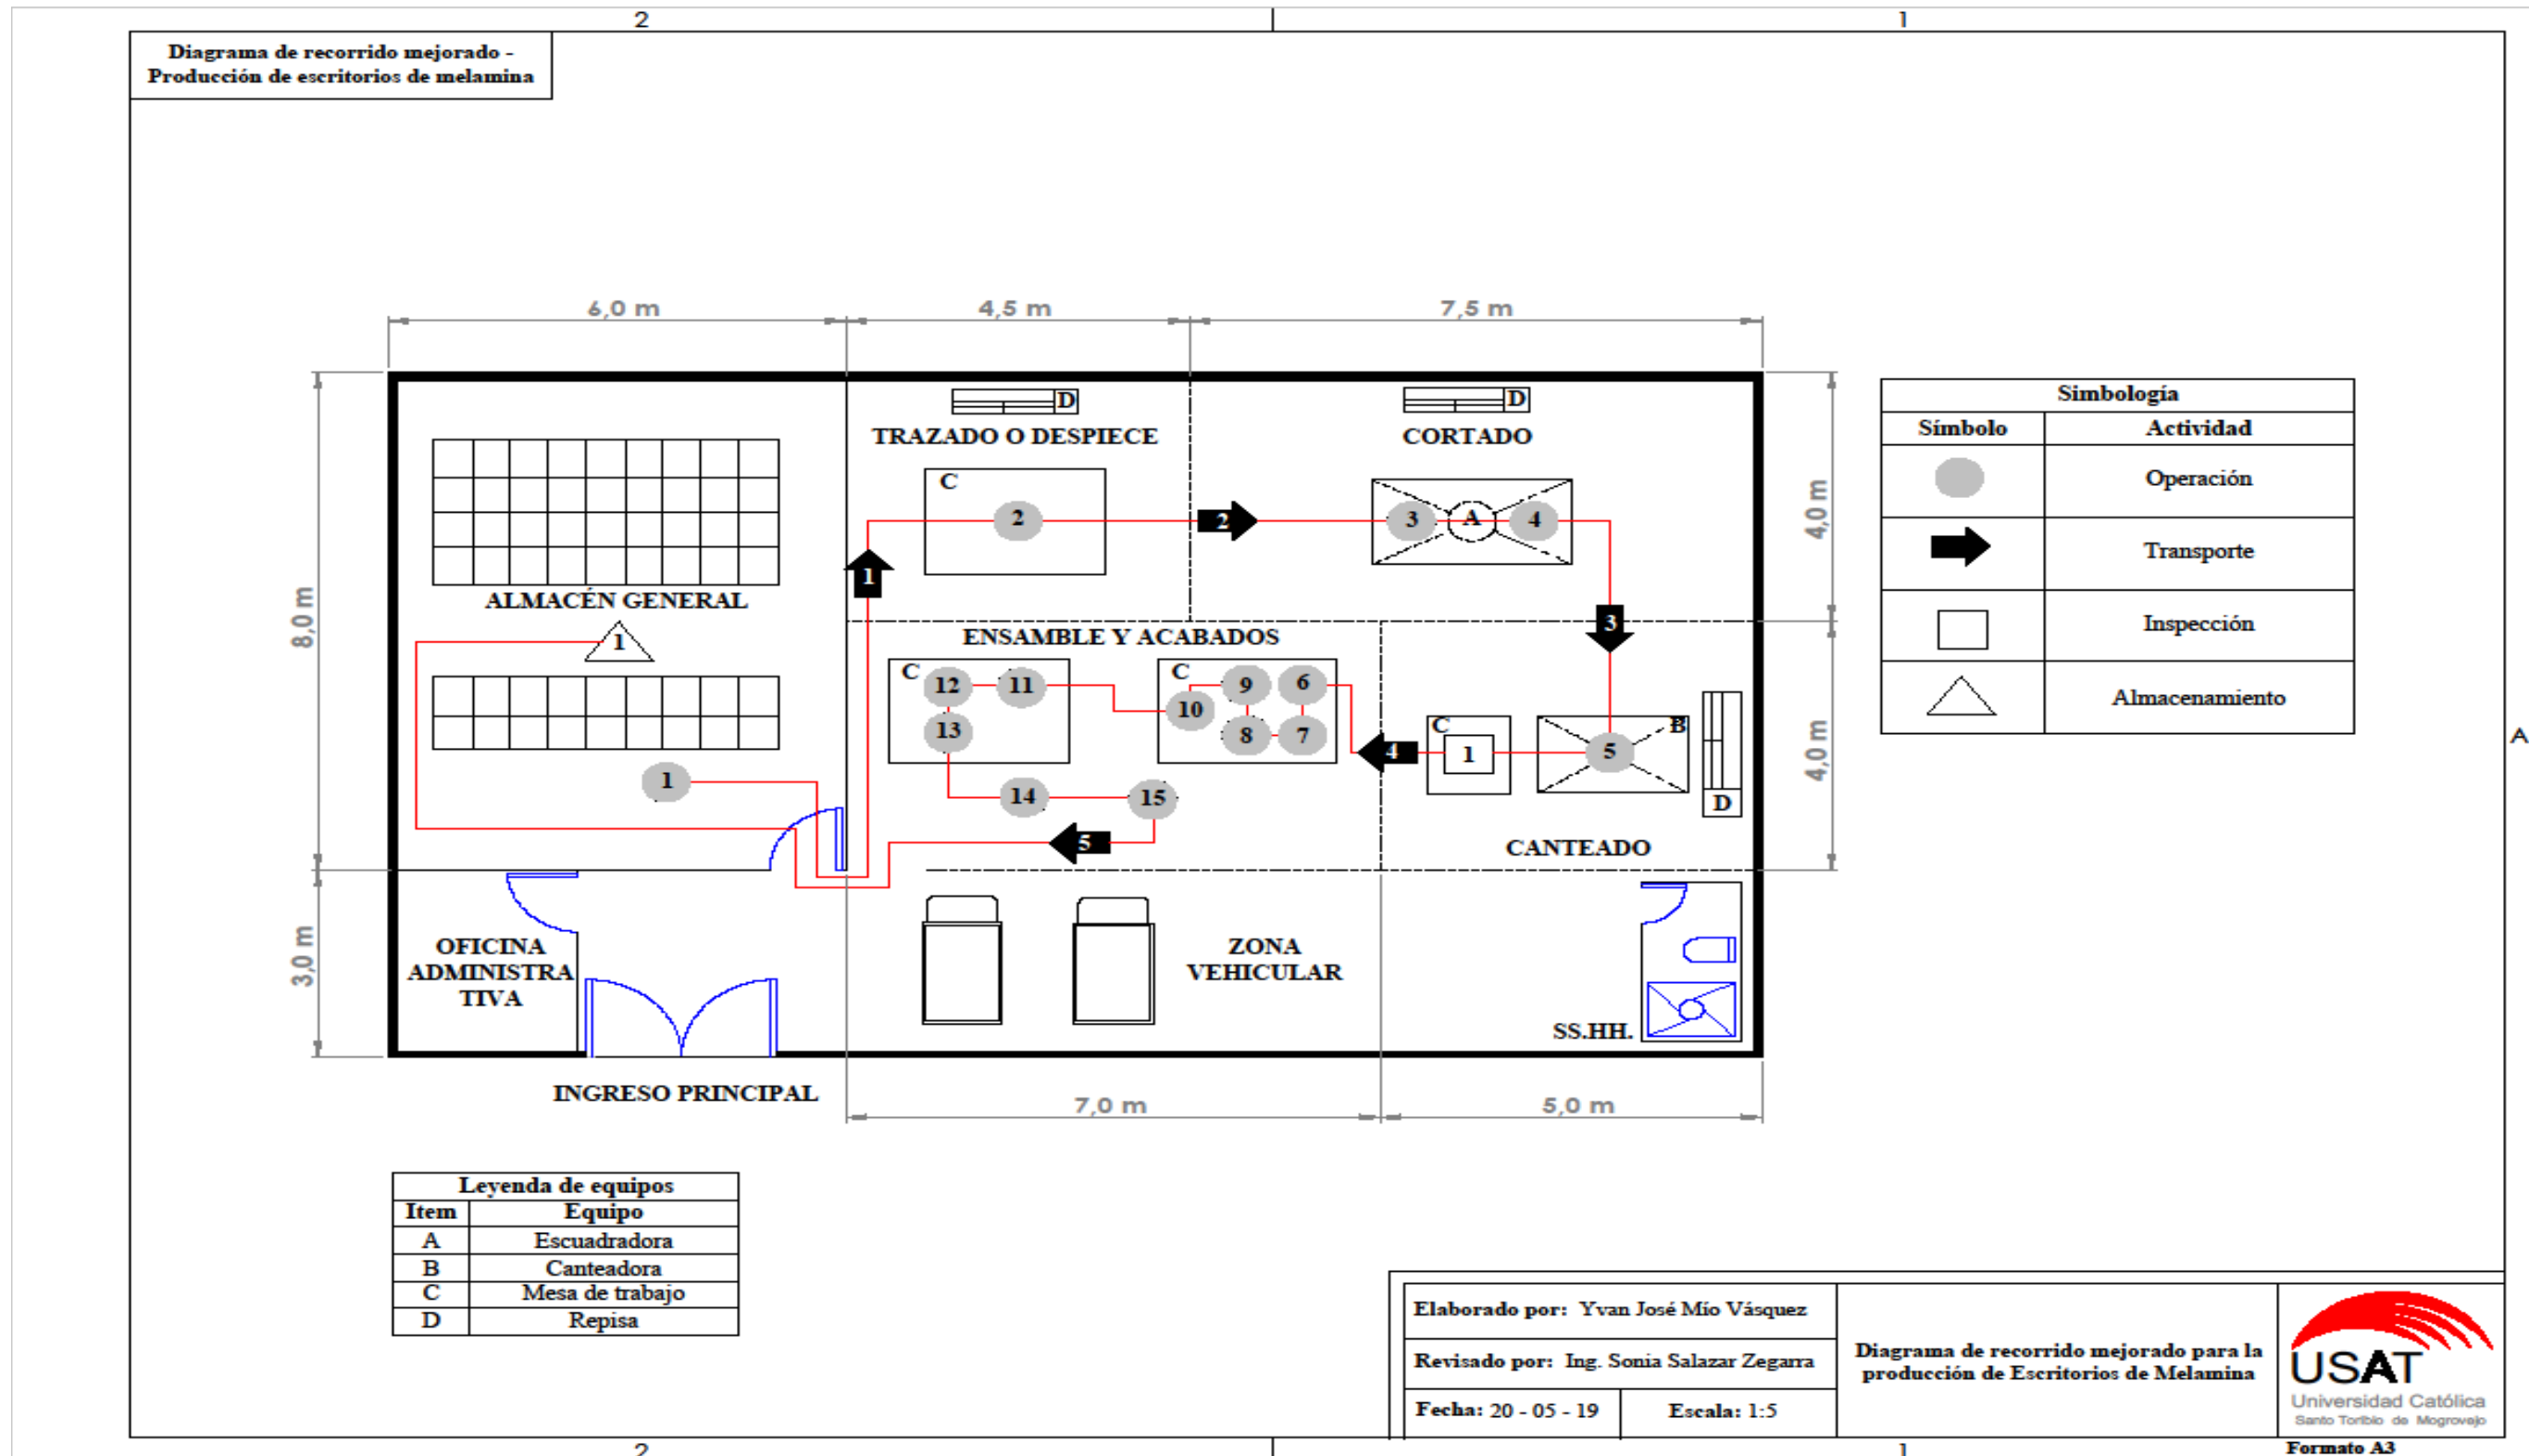 2
1
Diagrama de recorrido mejorado -
Producción de escritorios de melamina
6,0 m
4,5 m
7,5 m
8,0 m
3,0 m
4,0 m
4,0 m
7,0 m
5,0 m
D
TRAZADO O DESPIECE
C
2
1
2
D
CORTADO
3
A
4
3
ALMACÉN GENERAL
1
1
ENSAMBLE Y ACABADOS
C
12
11
13
C
9
6
10
8
7
14
15
5
4
C
1
5
B
D
CANTEADO
OFICINA
ADMINISTRA
TIVA
ZONA
VEHICULAR
SS.HH.
INGRESO PRINCIPAL
Simbología
Símbolo Actividad
Operación
Transporte
Inspección
Almacenamiento
A
Leyenda de equipos
Item Equipo
A Escuadradora
B Canteadora
C Mesa de trabajo
D Repisa
Elaborado por: Yvan José Mío Vásquez
Revisado por: Ing. Sonia Salazar Zegarra
Fecha: 20 - 05 - 19 Escala: 1:5
Diagrama de recorrido mejorado para la
producción de Escritorios de Melamina
USAT
Universidad Católica
Santo Toribio de Mogrovejo
2
1
Formato A3